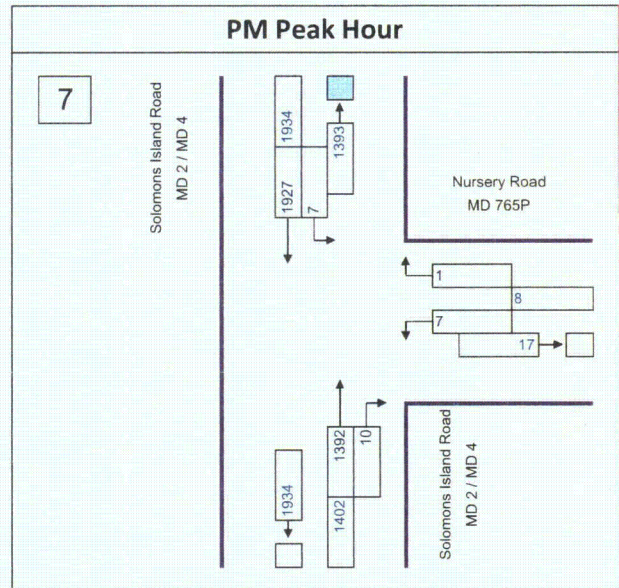 PM Peak Hour
7
Solomons Island Road
MD 2 / MD 4
1934
1393
1927
7
Nursery Road
MD 765P
1
8
7
17
1934
1392
10
1402
Solomons Island Road
MD 2 / MD 4